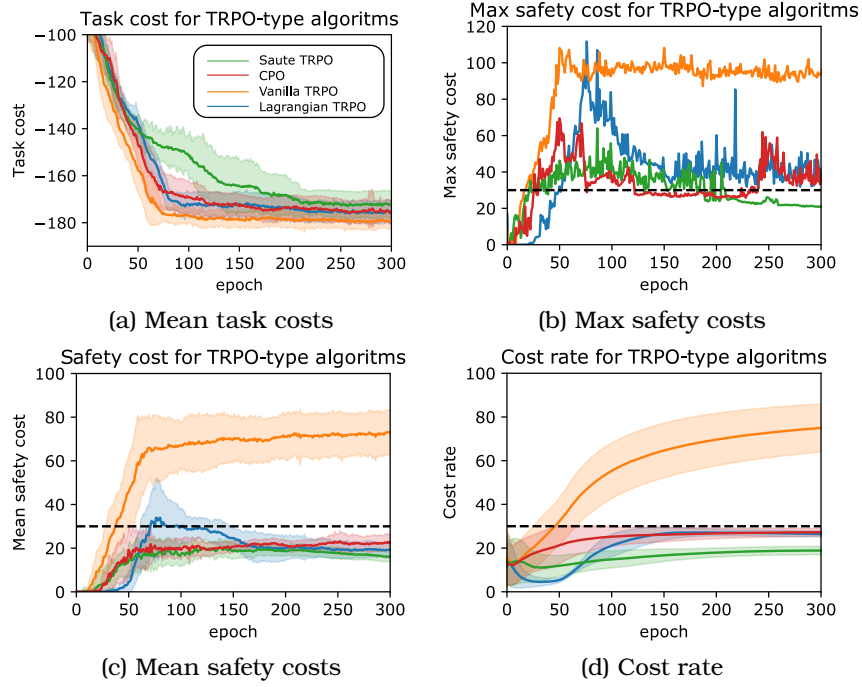 Task cost for TRPO-type algoritms
Task cost
−100
−120
−140
−160
−180
Saute TRPO
CPO
Vanilla TRPO
Lagrangian TRPO
0 50 100 150 200 250 300
epoch
(a) Mean task costs
Max safety cost for TRPO-type algoritms
Max safety cost
120
100
80
60
40
20
0
0 50 100 150 200 250 300
epoch
(b) Max safety costs
Safety cost for TRPO-type algoritms
Mean safety cost
100
80
60
40
20
0
0 50 100 150 200 250 300
epoch
(c) Mean safety costs
Cost rate for TRPO-type algoritms
Cost rate
100
80
60
40
20
0
0 50 100 150 200 250 300
epoch
(d) Cost rate